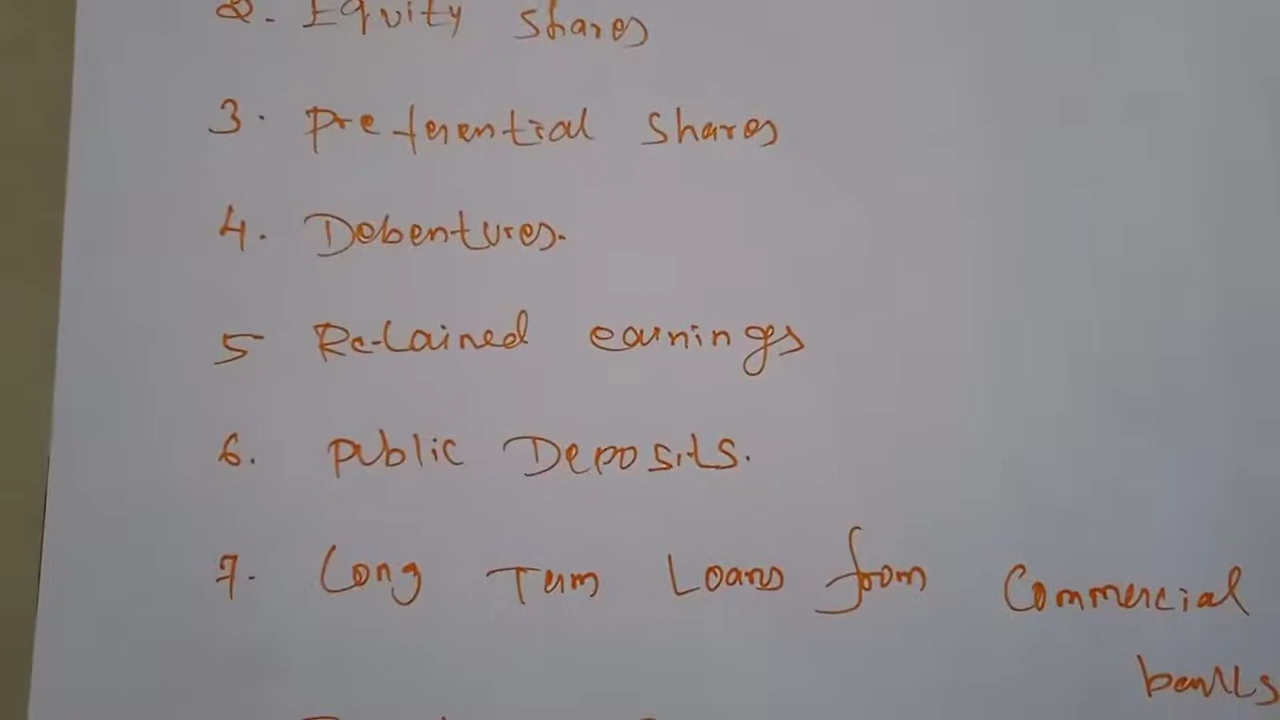 2. Equity Shares
3. Preferential Shares
4. Debentures.
5 Retained earnings
6. Public Deposits.
7. Long Term Loans from Commercial
banks